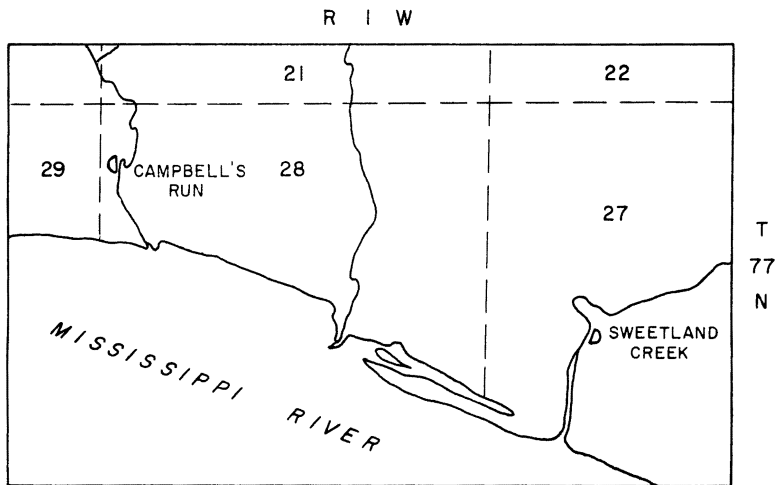 R I W
21
22
29
CAMPBELL'S
RUN
28
27
T
77
N
SWEETLAND
CREEK
MISSISSIPPI RIVER